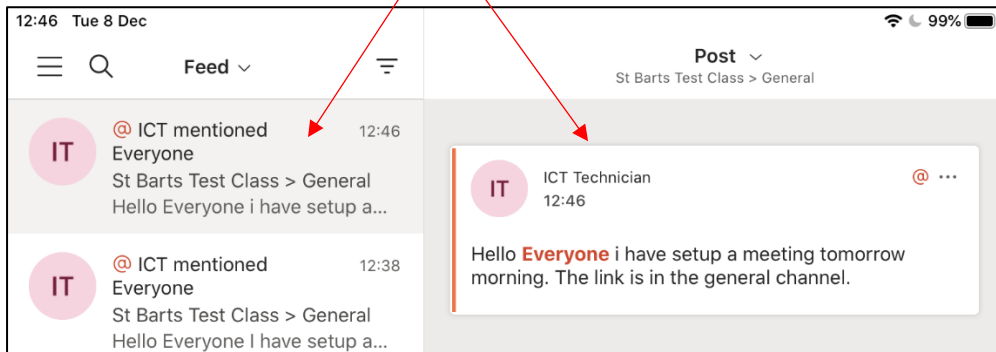 12:46 Tue 8 Dec
99%
Feed
@ ICT mentioned
Everyone
12:46
St Barts Test Class > General
Hello Everyone i have setup a...
IT
@ ICT mentioned
Everyone
12:38
St Barts Test Class > General
Hello Everyone I have setup a...
IT
Post
St Barts Test Class > General
IT
ICT Technician
12:46
@ ...
Hello Everyone i have setup a meeting tomorrow
morning. The link is in the general channel.